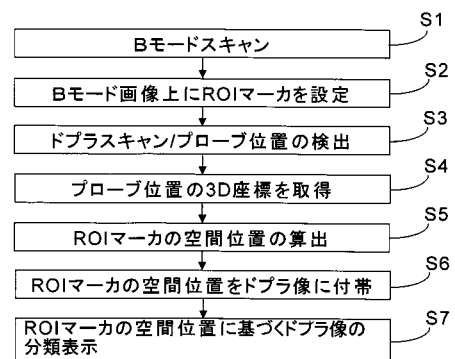 S1
Bモードスキャン
S2
Bモード画像上にROIマーカを設定
S3
ドプラスキャン/プローブ位置の検出
S4
プローブ位置の3D座標を取得
S5
ROIマーカの空間位置の算出
S6
ROIマーカの空間位置をドプラ像に付帯
S7
ROIマーカの空間位置に基づくドプラ像の
分類表示